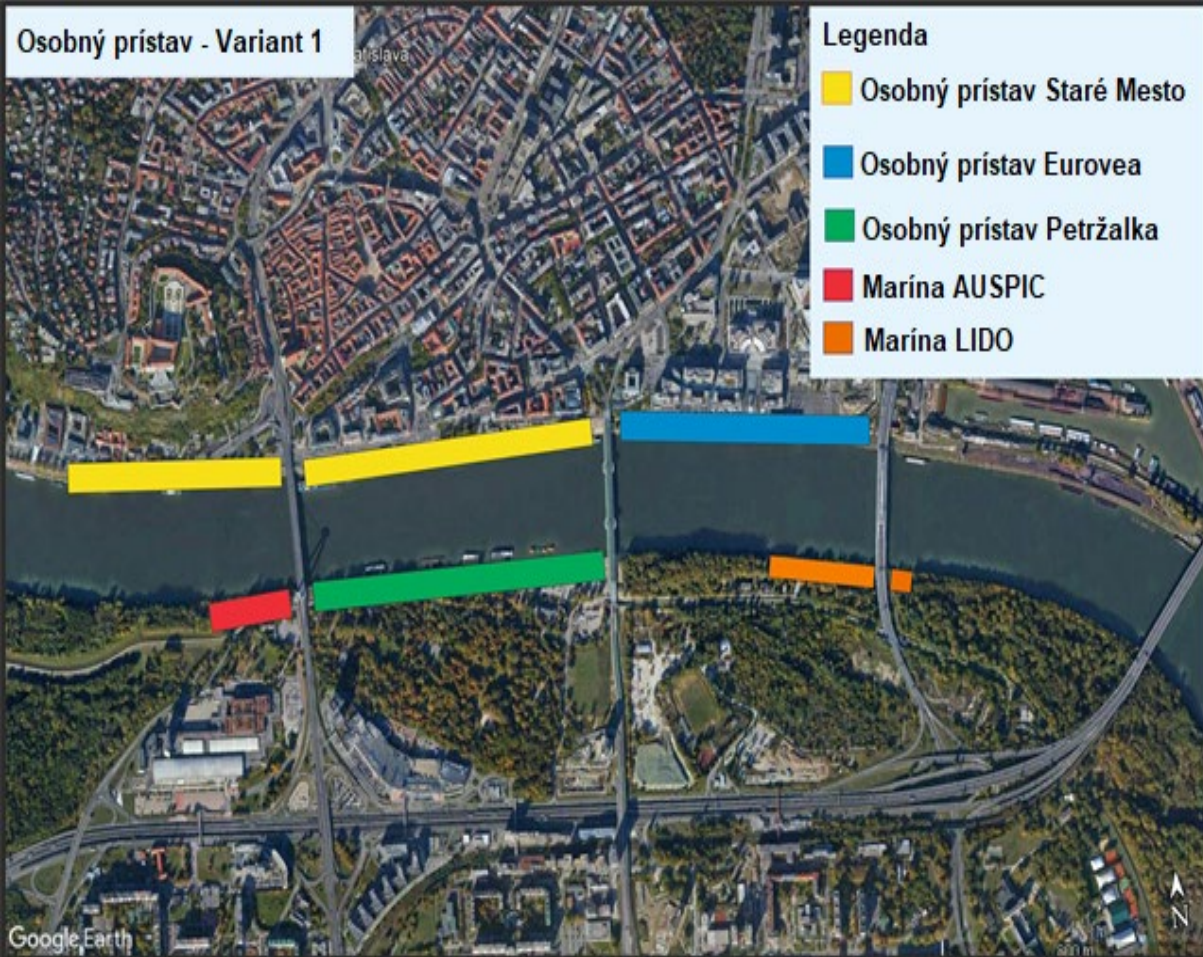 Osobný prístav - Variant 1
Legenda
Osobný prístav Staré Mesto
Osobný prístav Eurovea
Osobný prístav Petržalka
Marína AUSPIC
Marína LIDO
N
Google Earth